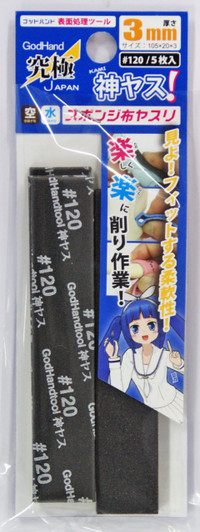 ゴッドハンド 表面処理ツール
GodHand
究極
JAPAN
厚さ
3mm
サイズ:105×20×3
KAMI
神ヤス!
#120/5枚入
空 水
スポンジ布ヤスリ
見よ!フィットする柔軟性!
楽しく楽に削り作業!
#120
GodHandtool 神ヤス
#120
GodHandtool 神ヤス
#120
GodHandtool 神ヤス
#120